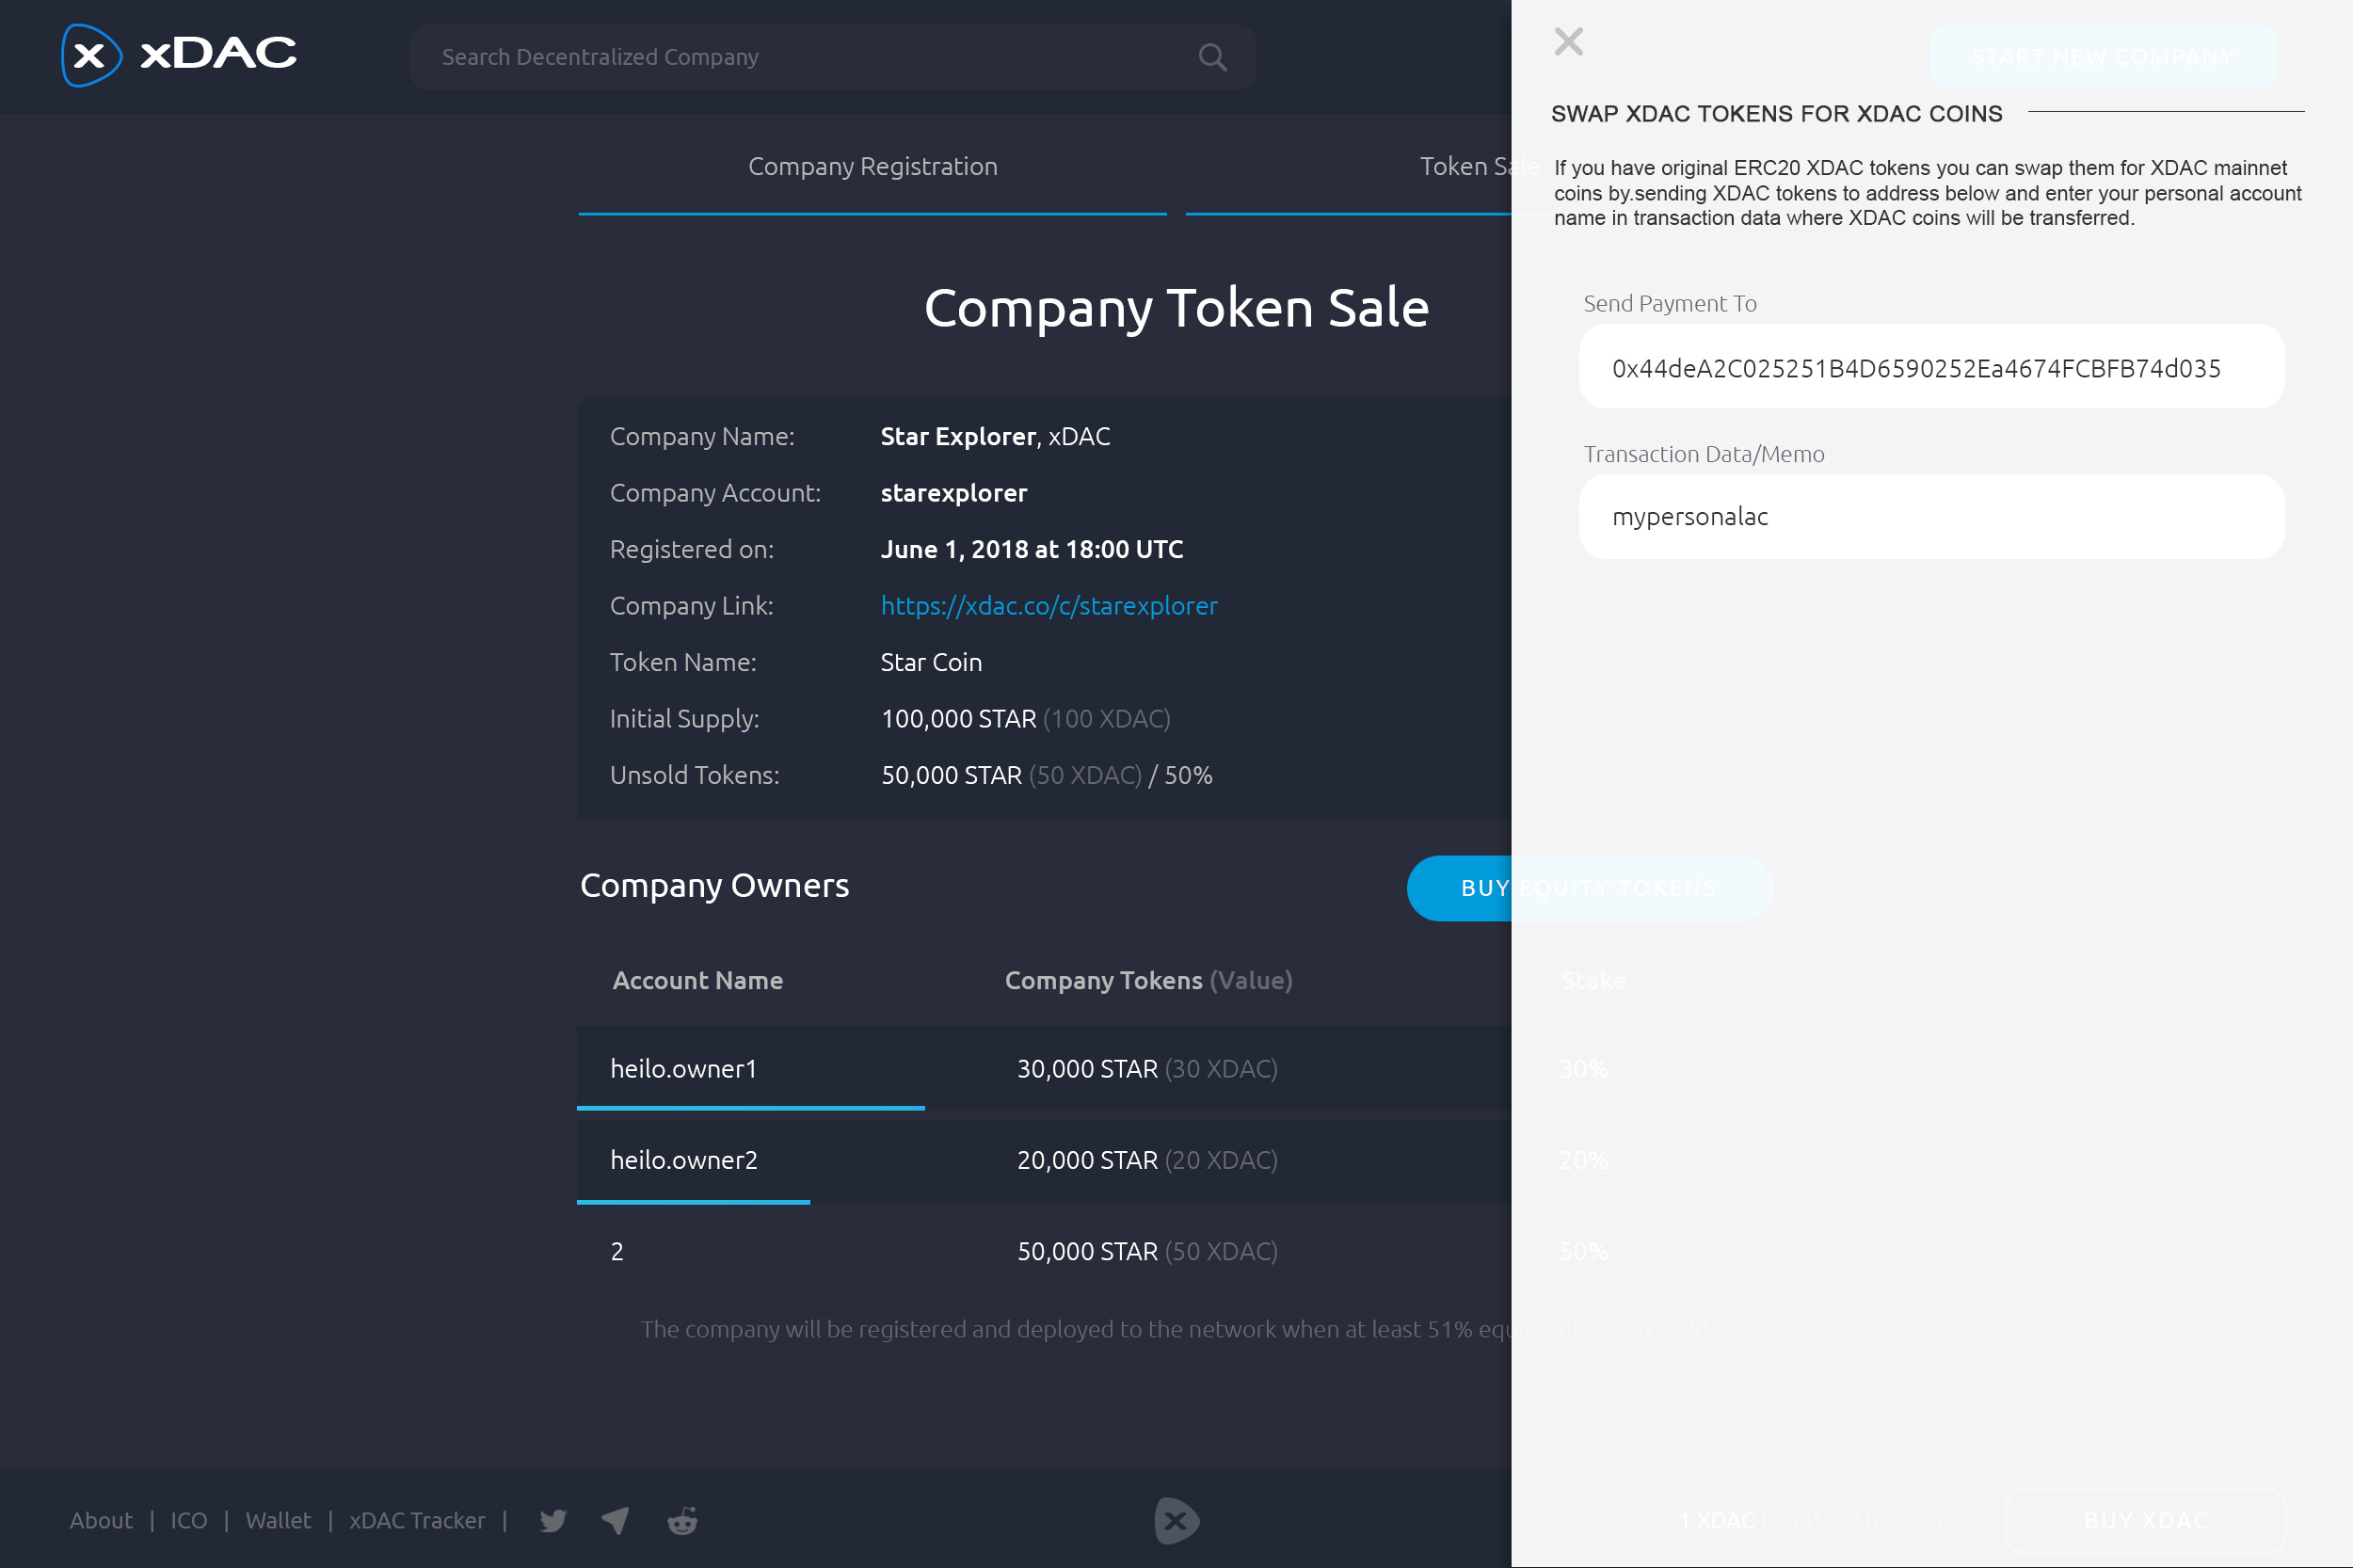 x xDAC
Search Decentralized Company
START NEW COMPANY
Company Registration
Token Sale
SWAP XDAC TOKENS FOR XDAC COINS
If you have original ERC20 XDAC tokens you can swap them for XDAC mainnet
coins by.sending XDAC tokens to address below and enter your personal account
name in transaction data where XDAC coins will be transferred.
Send Payment To
0x44deA2C025251B4D6590252Ea4674FCBFB74d035
Transaction Data/Memo
mypersonalac
Company Token Sale
Company Name: Star Explorer, xDAC
Company Account: starexplorer
Registered on: June 1, 2018 at 18:00 UTC
Company Link: https://xdac.co/c/starexplorer
Token Name: Star Coin
Initial Supply: 100,000 STAR (100 XDAC)
Unsold Tokens: 50,000 STAR (50 XDAC) / 50%
Company Owners
BUY EQUITY TOKENS
Account Name Company Tokens (Value) Stake
heilo.owner1 30,000 STAR (30 XDAC) 30%
heilo.owner2 20,000 STAR (20 XDAC) 20%
2 50,000 STAR (50 XDAC) 50%
The company will be registered and deployed to the network when at least 51% equity tokens
About | ICO | Wallet | xDAC Tracker |
x
1 XDAC
BUY XDAC